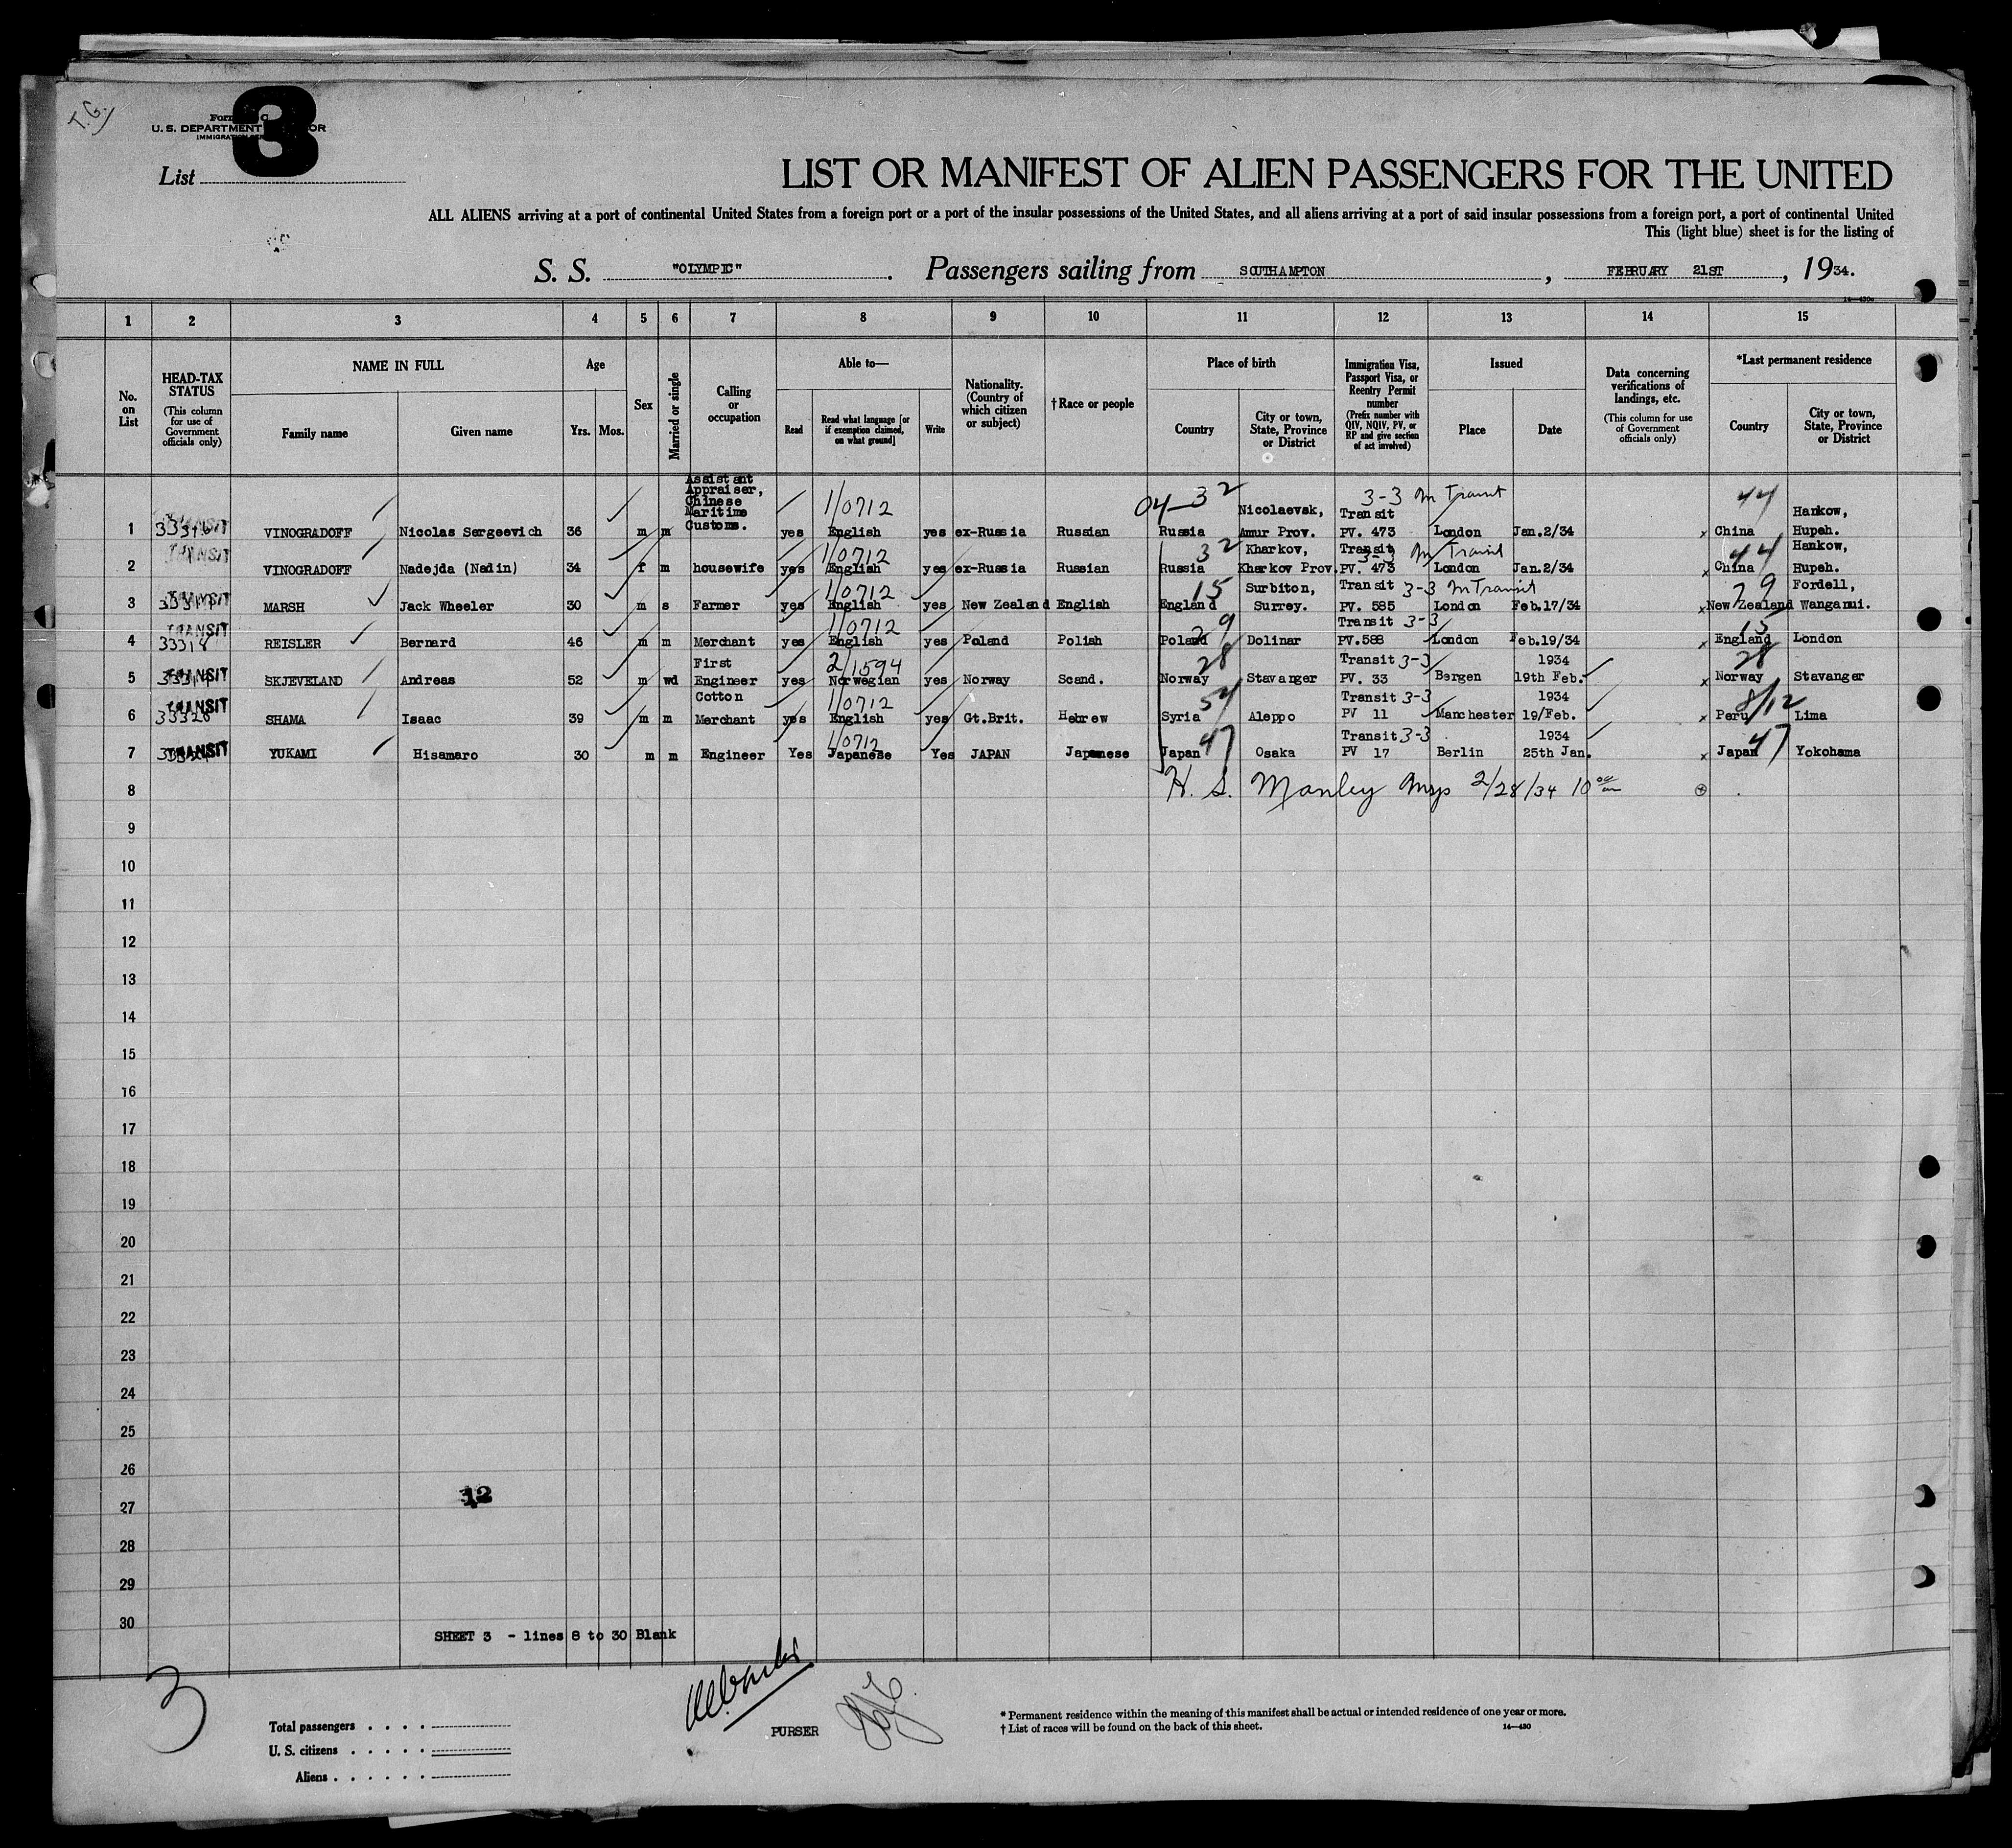 T.G.
3
U. S. DEPARTMENT
List
LIST OR MANIFEST OF ALIEN PASSENGERS FOR THE UNITED
ALL ALIENS arriving at a port of continental United States from a foreign port or a port of the insular possessions of the United States, and all aliens arriving at a port of said insular possessions from a foreign port, a port of continental United
This (light blue) sheet is for the listing of
S. S. "OLYMPIC". Passengers sailing from SOUTHAMPTON, FEBRUARY 21ST, 1934.
1 2 3 4 5 6 7 8 9 10 11 12 13 14 15
No. on List
HEAD-TAX STATUS (This column for use of Government officials only)
NAME IN FULL
Family name Given name
Age
Yrs. Mos.
Sex
Married or single
Calling or occupation
Able to—
Read Read what language [or if exemption claimed, on what ground] Write
Nationality. (Country of which citizen or subject)
†Race or people
Place of birth
Country City or town, State, Province or District
Immigration Visa, Passport Visa, or Reentry Permit number (Prefix number with QIV, NQIV, PV, or RP and give section of act involved)
Issued
Place Date
Data concerning verifications of landings, etc. (This column for use of Government officials only)
*Last permanent residence
Country City or town, State, Province or District
1 TRANSIT 33316 VINOGRADOFF Nicolas Sergeevich 36 m m Assistant Appraiser, Chinese Maritime Customs. yes 1/0712 English yes ex-Russia Russian 04-32 Russia Nicolaevsk, Amur Prov. 3-3 In Transit Transit PV. 473 London Jan.2/34 x 44 China Hankow, Hupeh.
2 TRANSIT VINOGRADOFF Nadejda (Nadin) 34 f m housewife yes 1/0712 English yes ex-Russia Russian 32 Russia Kharkov, Kharkov Prov. Transit 3-3 In Transit PV. 473 London Jan.2/34 x 44 China Hankow, Hupeh.
3 TRANSIT MARSH Jack Wheeler 30 m s Farmer yes 1/0712 English yes New Zealand English 15 England Surbiton, Surrey. Transit 3-3 In Transit PV. 585 London Feb.17/34 x 79 New Zealand Fordell, Wanganui.
4 TRANSIT 33318 REISLER Bernard 46 m m Merchant yes 1/0712 English yes Poland Polish 29 Poland Dolinar Transit 3-3 PV.588 London Feb.19/34 x 15 England London
5 TRANSIT SKJEVELAND Andreas 52 m wd First Engineer yes 2/1594 Norwegian yes Norway Scand. 28 Norway Stavanger Transit 3-3 PV. 33 Bergen 1934 19th Feb. x 28 Norway Stavanger
6 TRANSIT 33320 SHAMA Isaac 39 m m Cotton Merchant yes 1/0712 English yes Gt.Brit. Hebrew 54 Syria Aleppo Transit 3-3 PV 11 Manchester 1934 19/Feb. x 8/12 Peru Lima
7 TRANSIT YUKAMI Hisamaro 30 m m Engineer Yes 1/0712 Japanese Yes JAPAN Japanese 47 Japan Osaka Transit 3-3 PV 17 Berlin 1934 25th Jan. x 47 Japan Yokohama
8 H. S. Manley 2/28/34 10
9
10
11
12
13
14
15
16
17
18
19
20
21
22
23
24
25
26
27
28
29
30
12
SHEET 3 - lines 8 to 30 Blank
3
PURSER
Total passengers
U. S. citizens
Aliens
* Permanent residence within the meaning of this manifest shall be actual or intended residence of one year or more.
† List of races will be found on the back of this sheet.
14—430